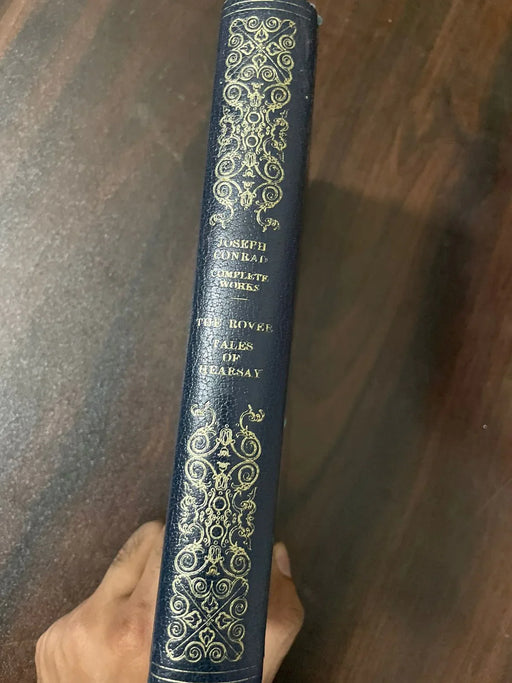 JOSEPH
CONRAD
COMPLETE
WORKS
THE ROVER
TALES
OF
HEARSAY